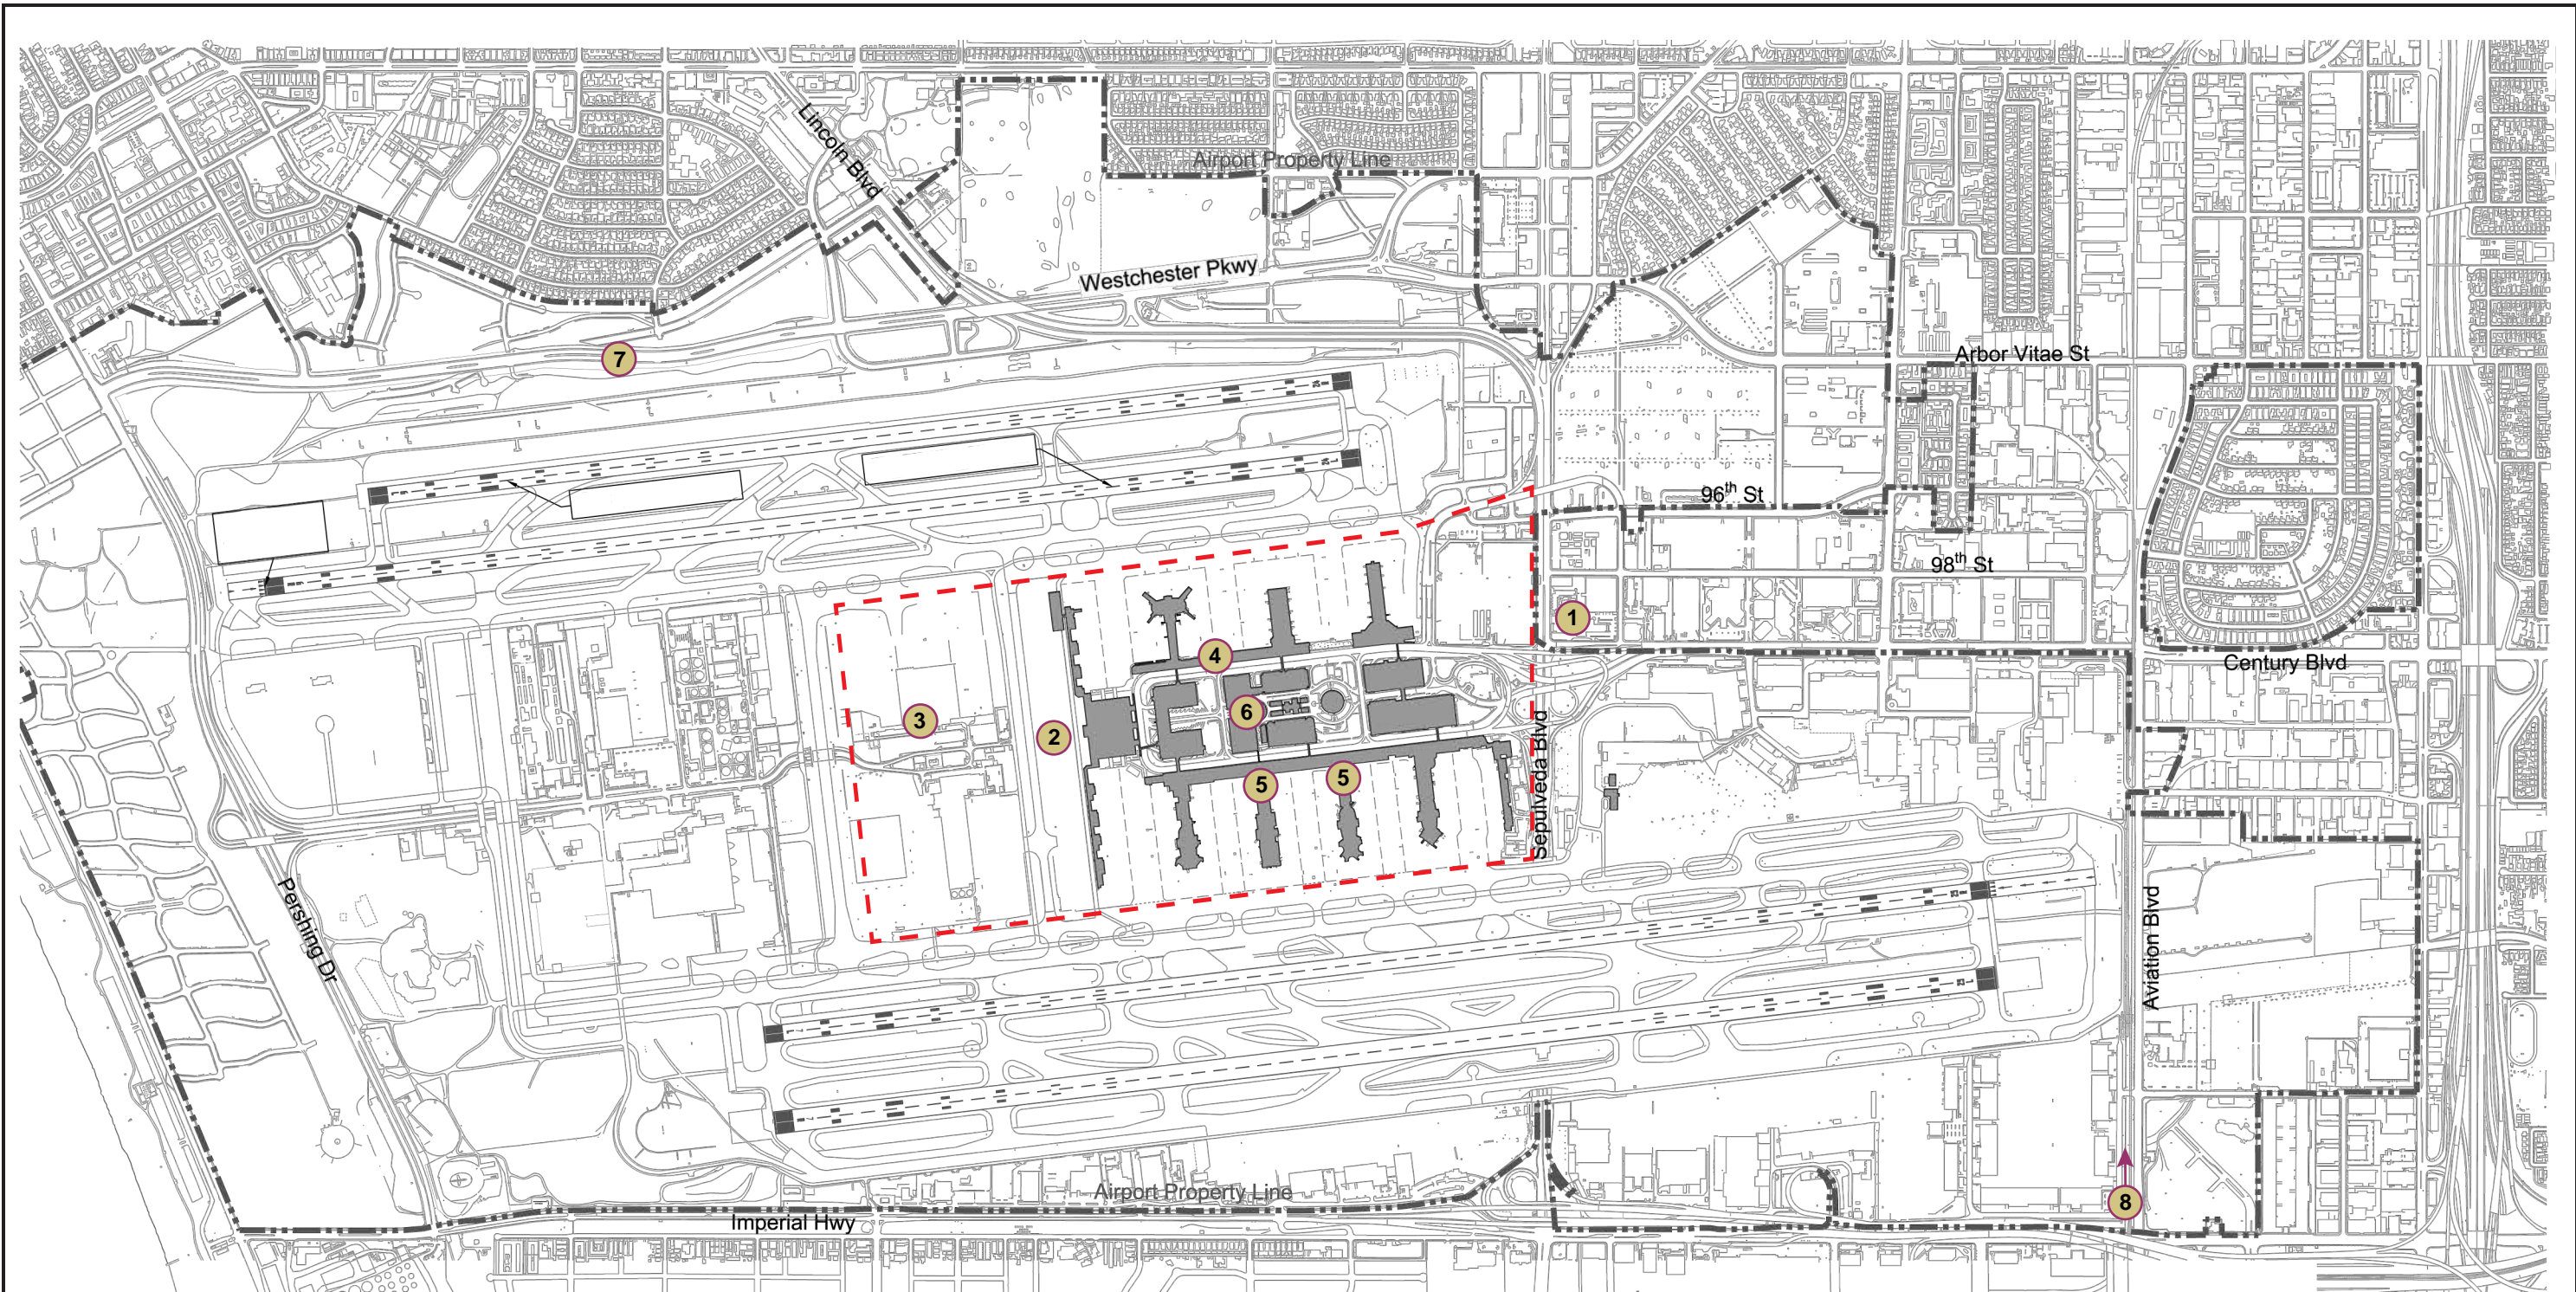 Lincoln Blvd
Airport Property Line
Westchester Pkwy
7
Arbor Vitae St
96th St
98th St
1
4
Century Blvd
6
3
2
5
5
Sepulveda Blvd
Pershing Dr
Aviation Blvd
8
Airport Property Line
Imperial Hwy